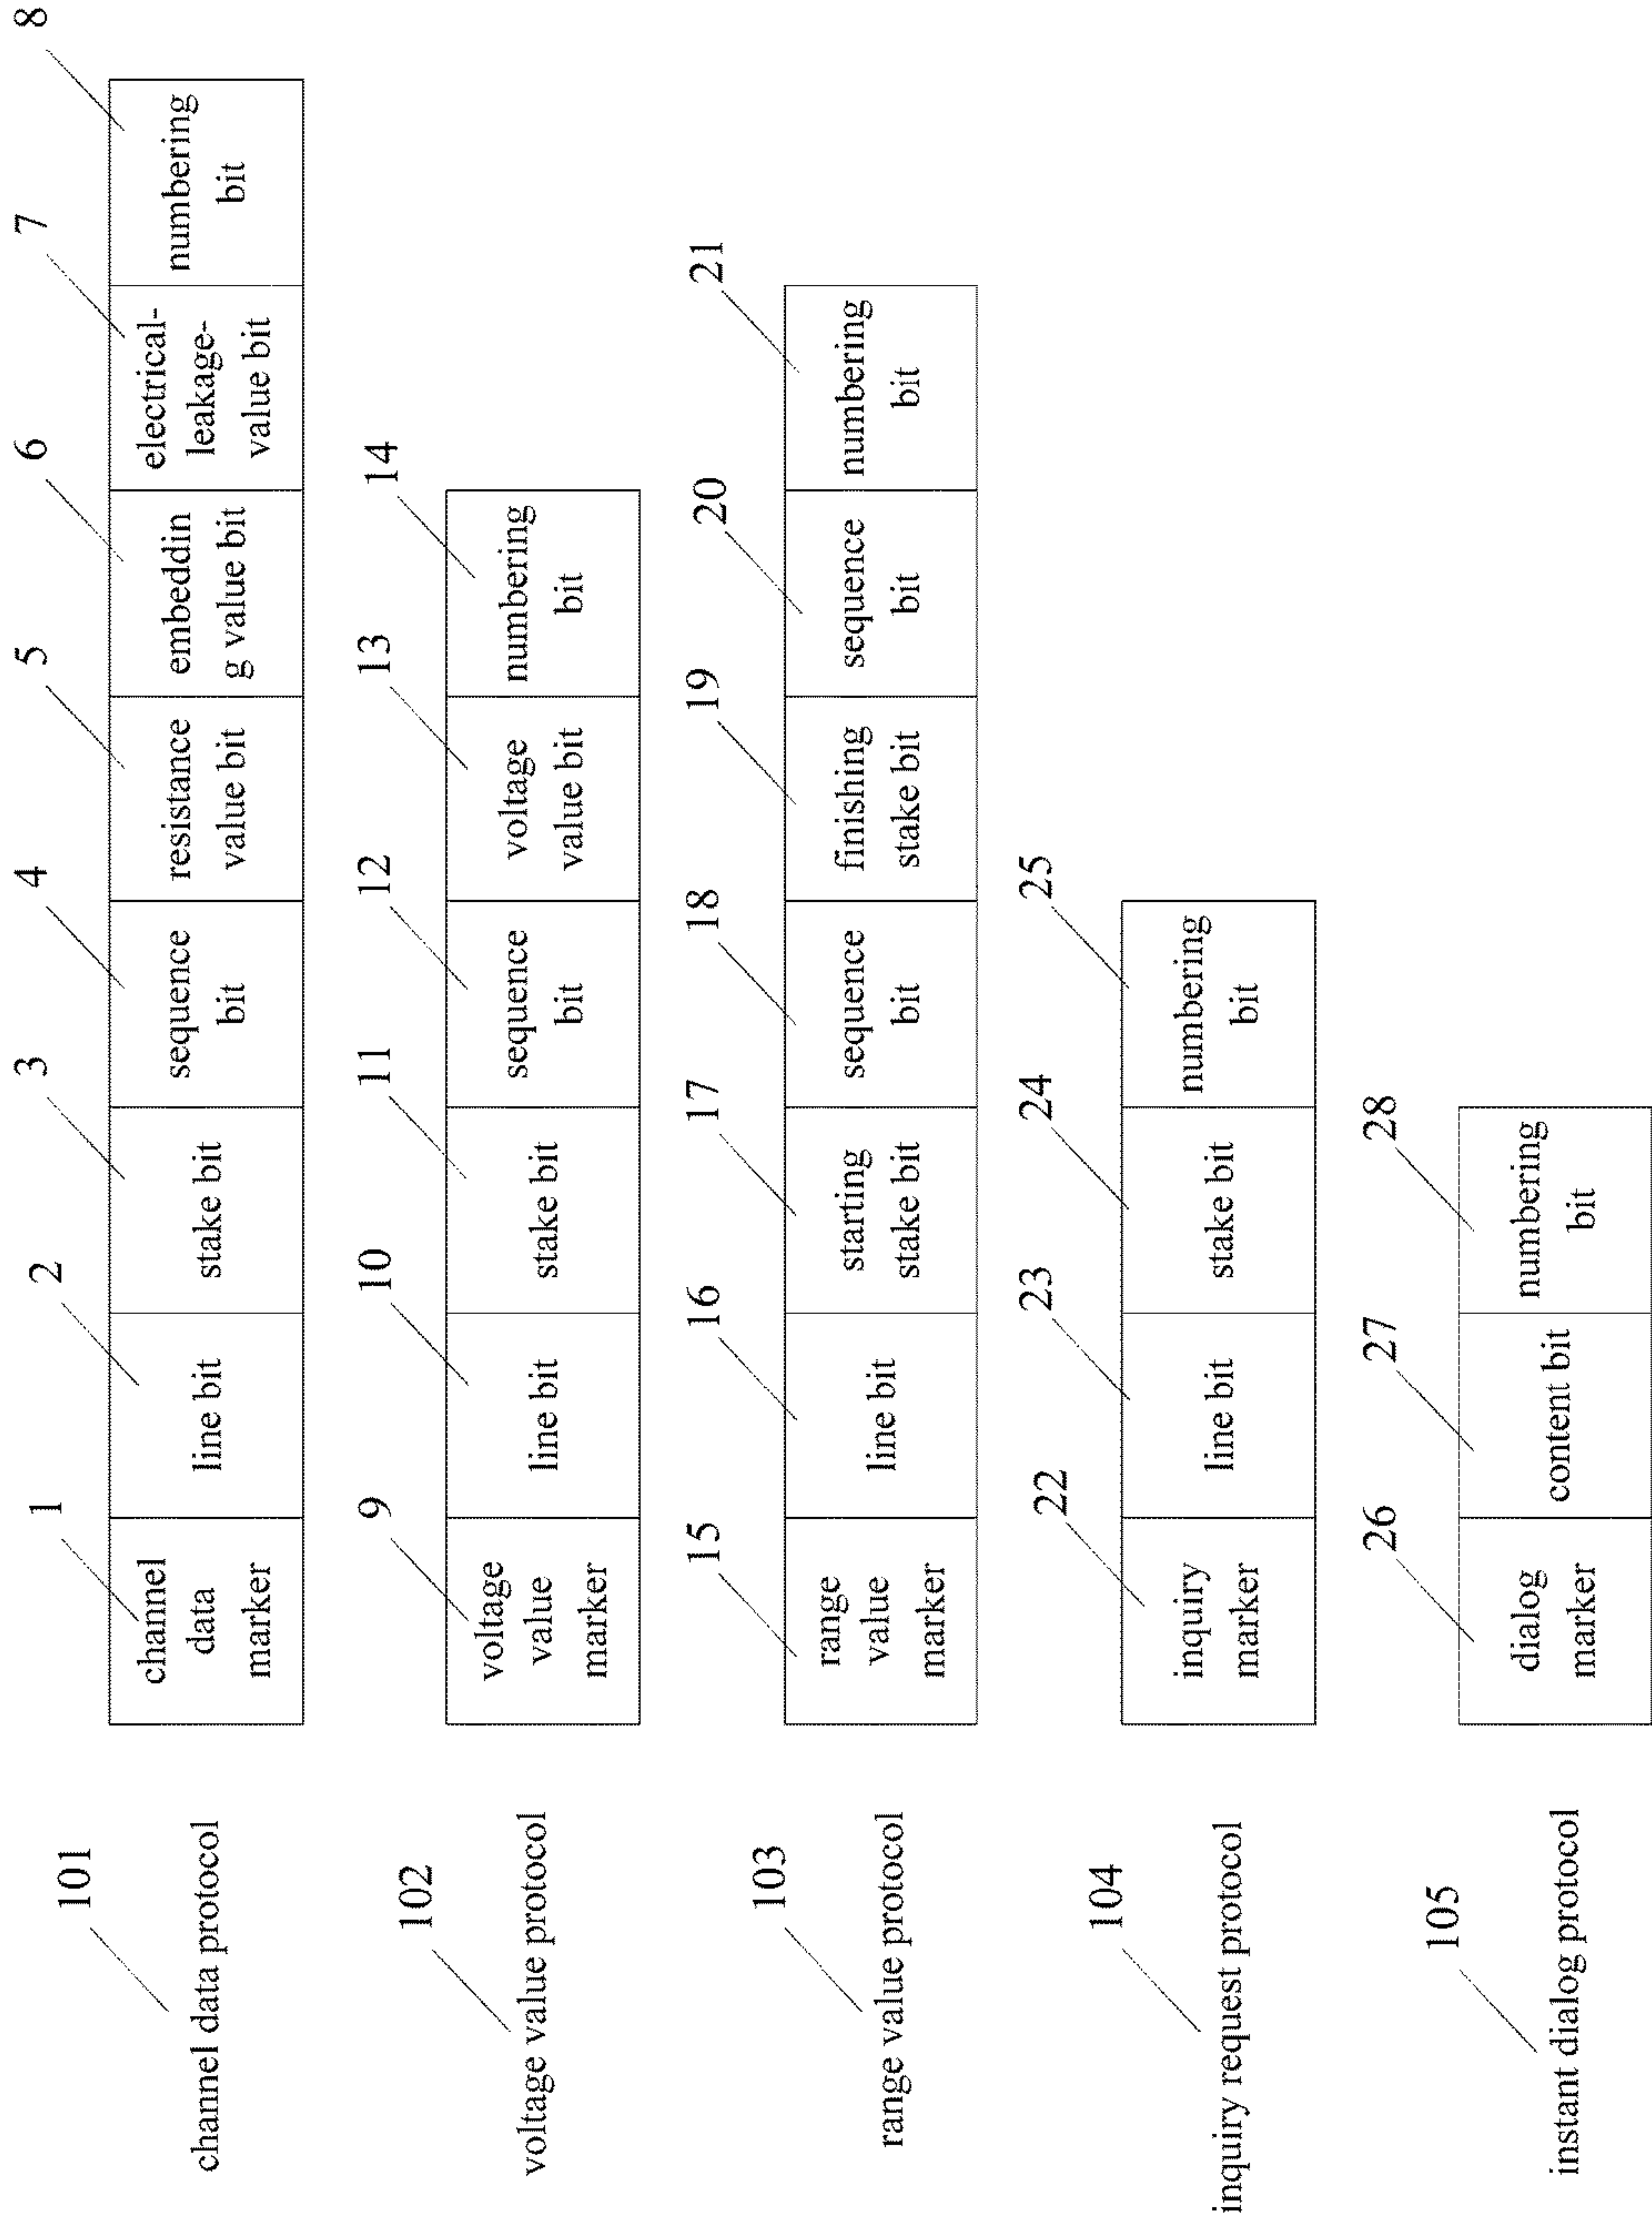 101
channel data protocol
1
2
3
4
5
6
7
8
channel
data
marker
line bit
stake bit
sequence
bit
resistance
value bit
embeddin
g value bit
electrical-
leakage-
value bit
numbering
bit
102
voltage value protocol
9
10
11
12
13
14
voltage
value
marker
line bit
stake bit
sequence
bit
voltage
value bit
numbering
bit
103
range value protocol
15
16
17
18
19
20
21
range
value
marker
line bit
starting
stake bit
sequence
bit
finishing
stake bit
sequence
bit
numbering
bit
104
inquiry request protocol
22
23
24
25
inquiry
marker
line bit
stake bit
numbering
bit
105
instant dialog protocol
26
27
28
dialog
marker
content bit
numbering
bit